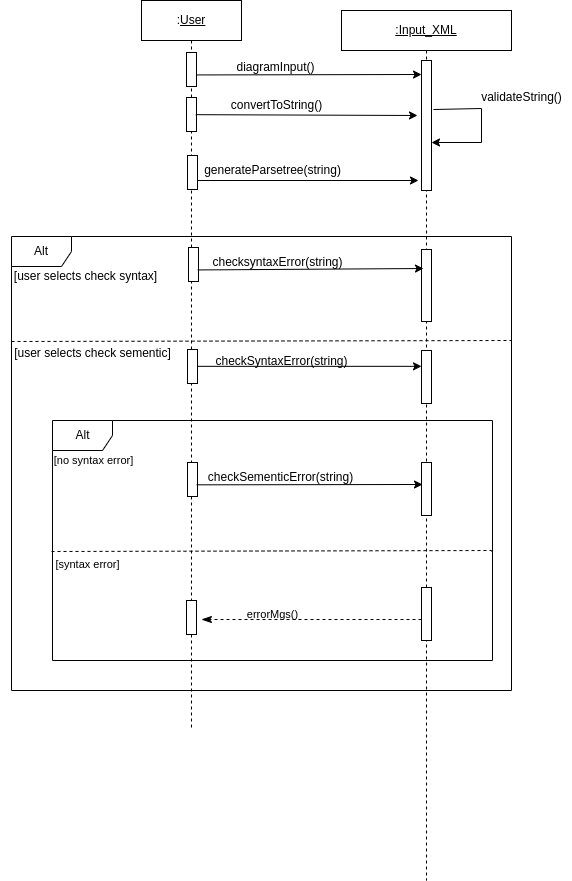 :User
:Input_XML
diagramInput()
validateString()
convertToString()
generateParsetree(string)
Alt
checksyntaxError(string)
[user selects check syntax]
[user selects check sementic]
checkSyntaxError(string)
Alt
[no syntax error]
checkSementicError(string)
[syntax error]
errorMgs()